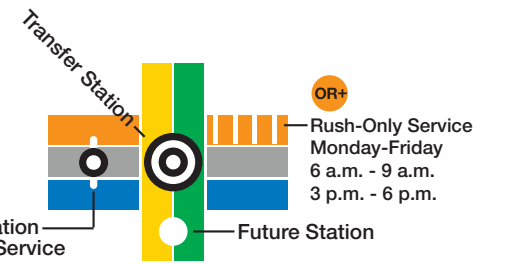 Transfer Station
OR+
Rush-Only Service
Monday-Friday
6 a.m. - 9 a.m.
3 p.m. - 6 p.m.
Future Station
Service